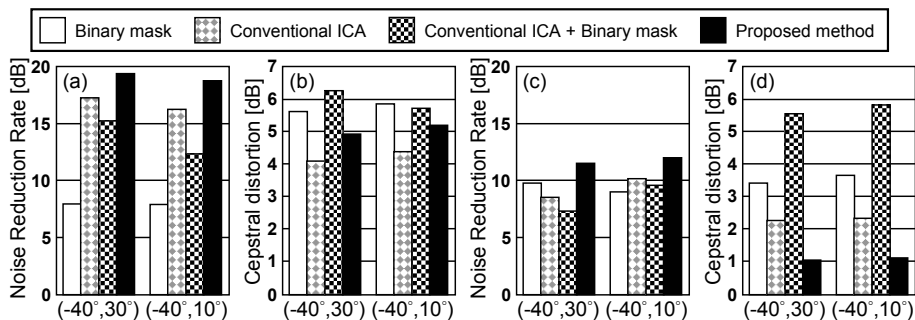 Binary mask
Conventional ICA
Conventional ICA + Binary mask
Proposed method
(a)
Noise Reduction Rate [dB]
20
15
10
5
0
(-40°,30°) (-40°,10°)
(b)
Cepstral distortion [dB]
7
6
5
4
3
2
1
0
(-40°,30°) (-40°,10°)
(c)
Noise Reduction Rate [dB]
20
15
10
5
0
(-40°,30°) (-40°,10°)
(d)
Cepstral distortion [dB]
7
6
5
4
3
2
1
0
(-40°,30°) (-40°,10°)